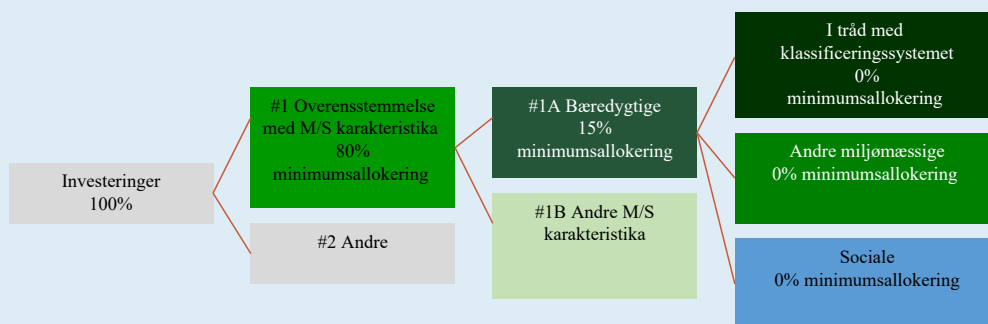 Investeringer
100%
#1 Overensstemmelse
med M/S karakteristika
80%
minimumsallokering
#2 Andre
#1A Bæredygtige
15%
minimumsallokering
#1B Andre M/S
karakteristika
I tråd med
klassificeringssystemet
0%
minimumsallokering
Andre miljømæssige
0% minimumsallokering
Sociale
0% minimumsallokering